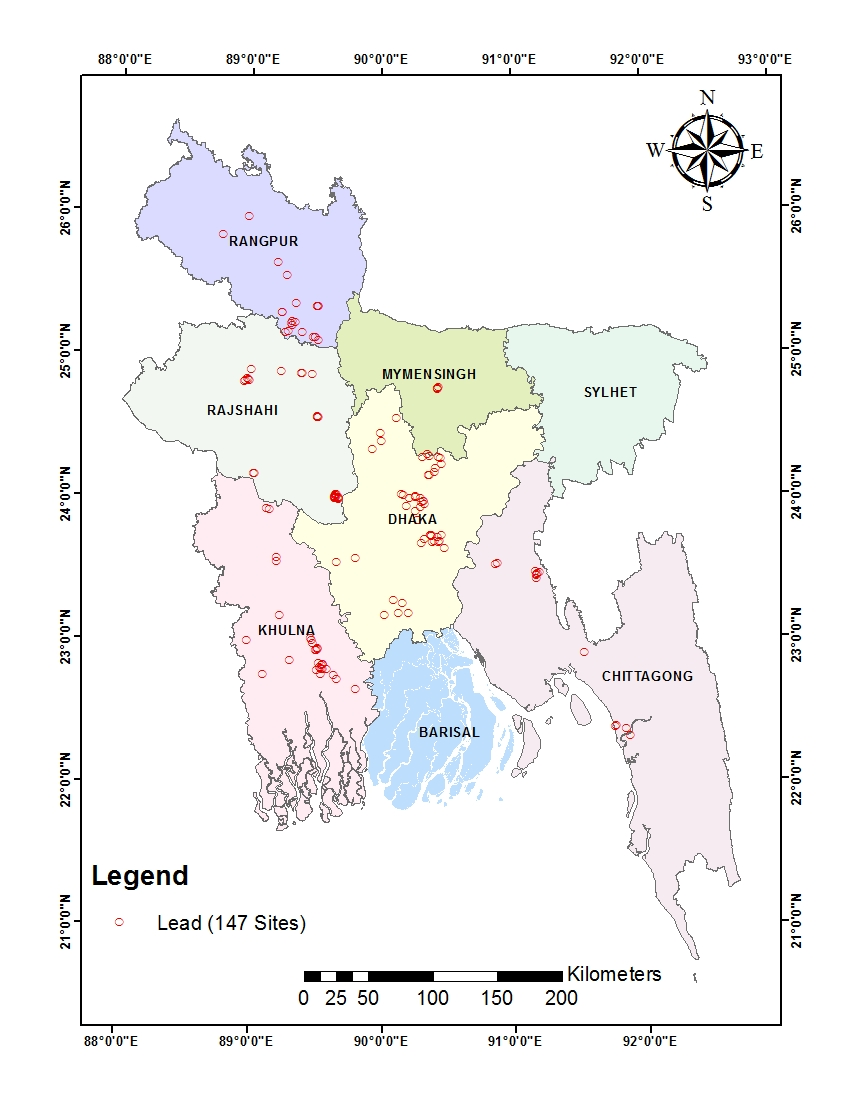 88°0'0"E 89°0'0"E 90°0'0"E 91°0'0"E 92°0'0"E 93°0'0"E
N
W E
S
26°0'0"N 26°0'0"N
RANGPUR
25°0'0"N 25°0'0"N
MYMENSINGH
SYLHET
RAJSHAHI
24°0'0"N 24°0'0"N
DHAKA
23°0'0"N 23°0'0"N
KHULNA
CHITTAGONG
BARISAL
22°0'0"N 22°0'0"N
Legend
Lead (147 Sites)
21°0'0"N 21°0'0"N
Kilometers
0 25 50 100 150 200
88°0'0"E 89°0'0"E 90°0'0"E 91°0'0"E 92°0'0"E